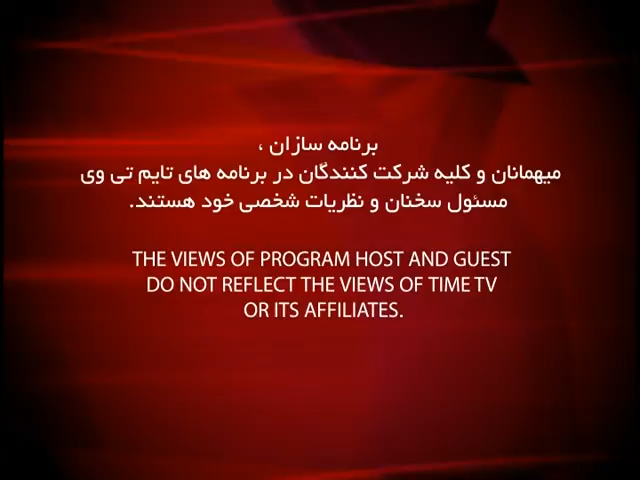 برنامه سازان ،
میهمانان و کلیه شرکت کنندگان در برنامه های تایم تی وی
مسئول سخنان و نظریات شخصی خود هستند.
THE VIEWS OF PROGRAM HOST AND GUEST
DO NOT REFLECT THE VIEWS OF TIME TV
OR ITS AFFILIATES.